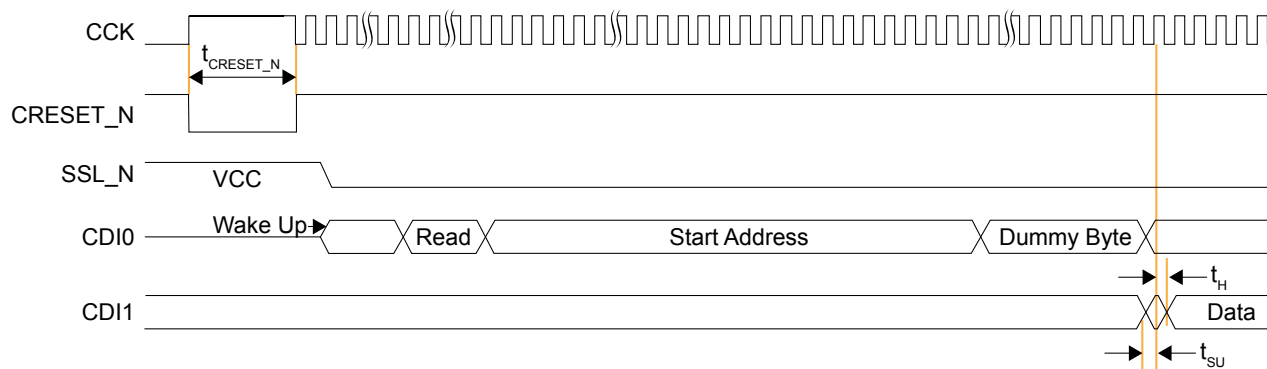 CCK
tCRESET_N
CRESET_N
SSL_N
VCC
CDI0
Wake Up
Read
Start Address
Dummy Byte
tH
CDI1
Data
tSU